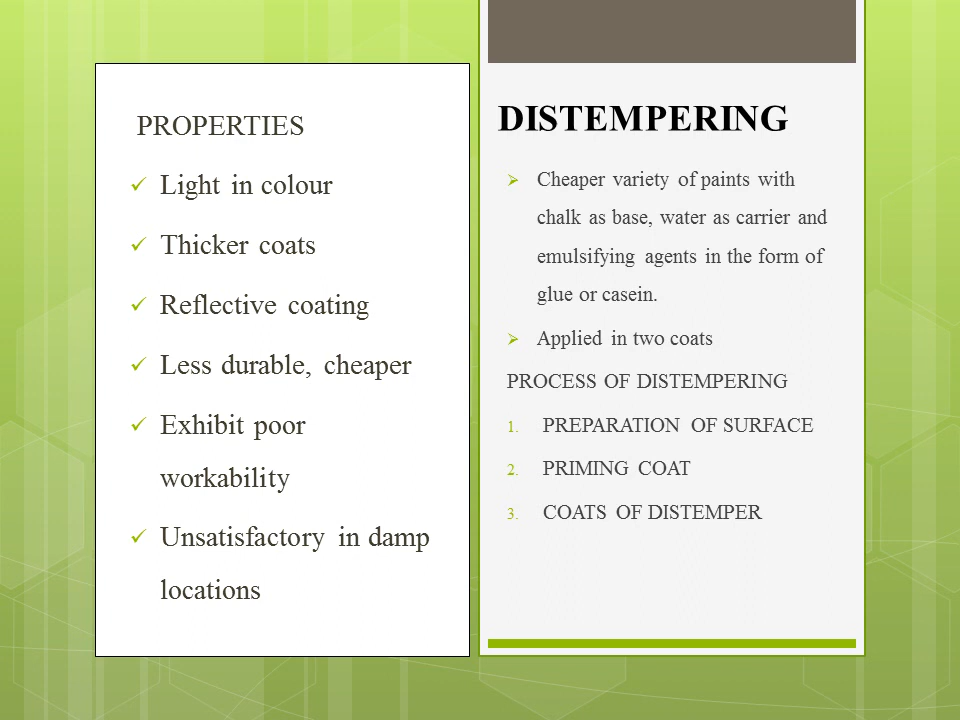 PROPERTIES
Light in colour
Thicker coats
Reflective coating
Less durable, cheaper
Exhibit poor
workability
Unsatisfactory in damp
locations
DISTEMPERING
Cheaper variety of paints with
chalk as base, water as carrier and
emulsifying agents in the form of
glue or casein.
Applied in two coats
PROCESS OF DISTEMPERING
1. PREPARATION OF SURFACE
2. PRIMING COAT
3. COATS OF DISTEMPER